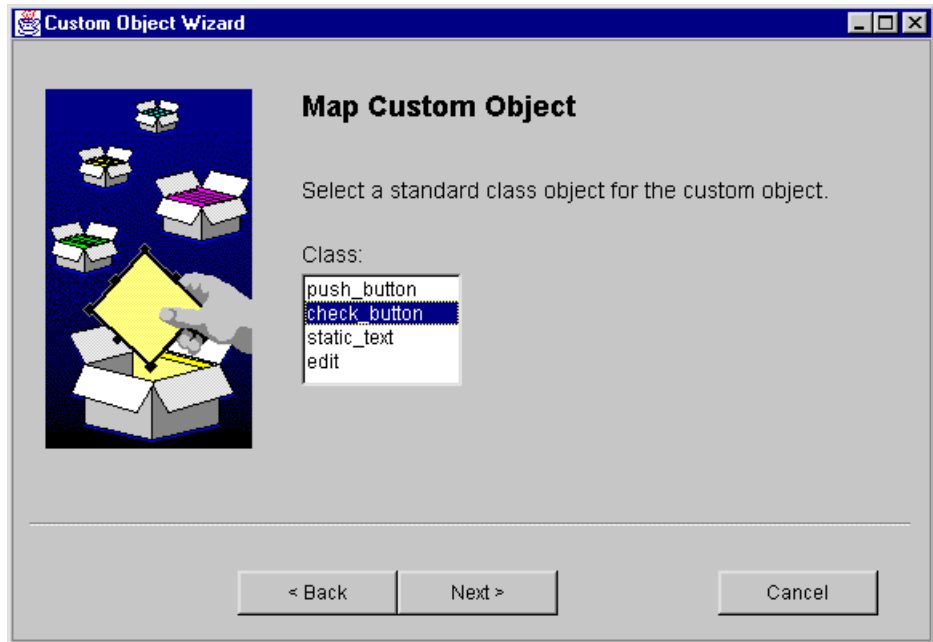 Custom Object Wizard
Map Custom Object
Select a standard class object for the custom object.
Class:
push_button
check_button
static_text
edit
< Back
Next >
Cancel